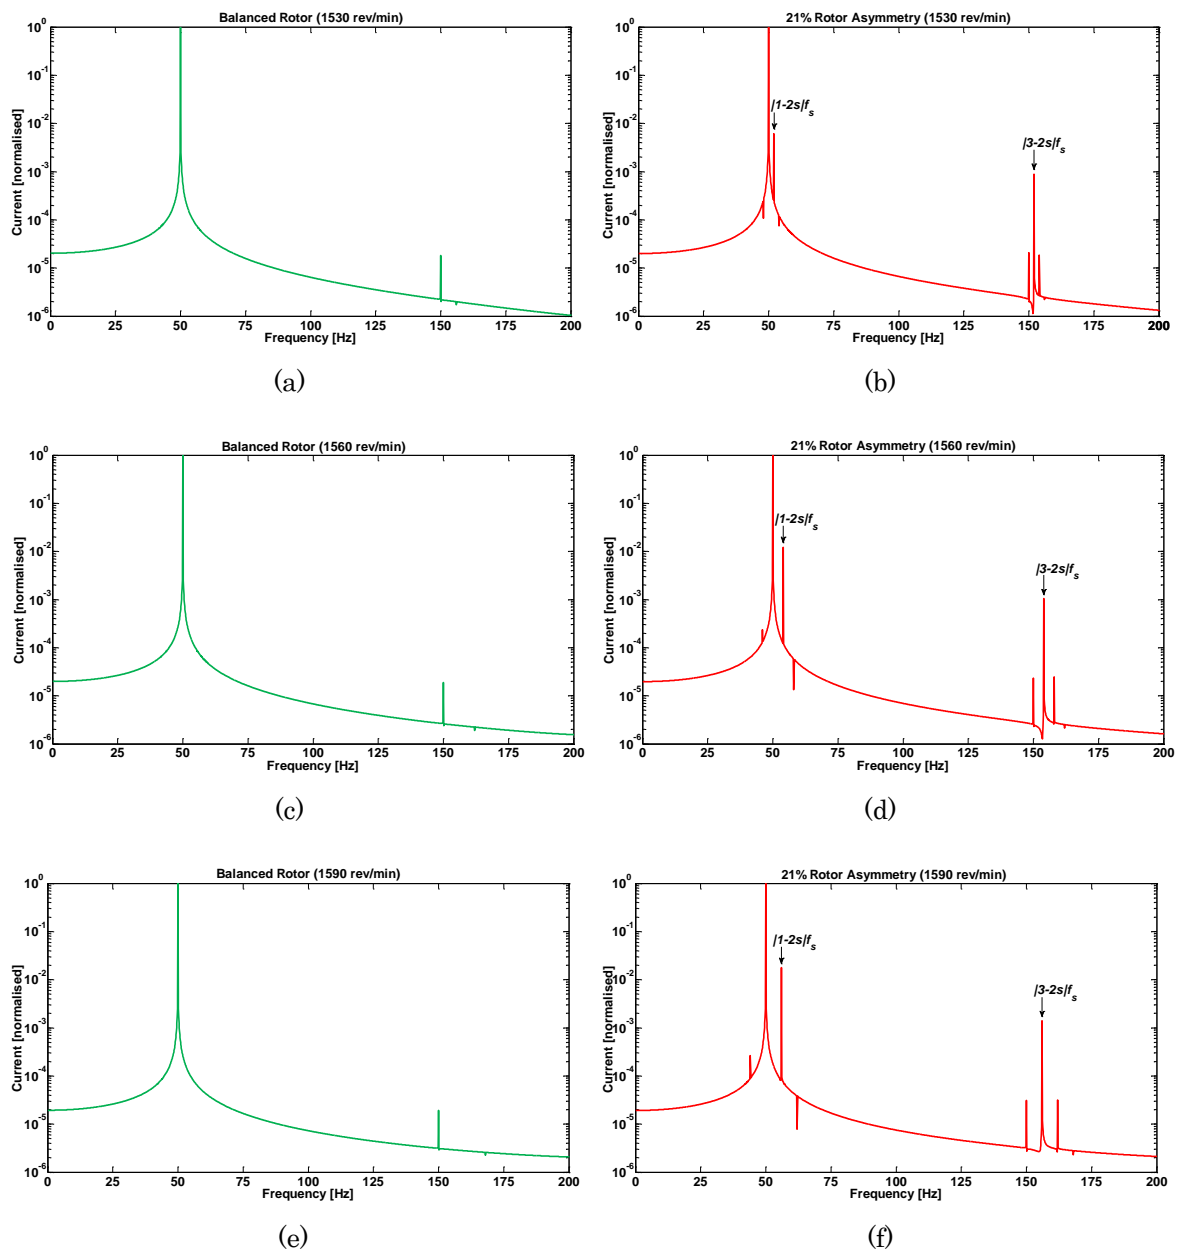 Balanced Rotor (1530 rev/min)
10^0
10^-1
10^-2
10^-3
10^-4
10^-5
10^-6
Current [normalised]
0 25 50 75 100 125 150 175 200
Frequency [Hz]
(a)
21% Rotor Asymmetry (1530 rev/min)
10^0
10^-1
10^-2
10^-3
10^-4
10^-5
10^-6
Current [normalised]
|1-2s|f_s
|3-2s|f_s
0 25 50 75 100 125 150 175 200
Frequency [Hz]
(b)
Balanced Rotor (1560 rev/min)
10^0
10^-1
10^-2
10^-3
10^-4
10^-5
10^-6
Current [normalised]
0 25 50 75 100 125 150 175 200
Frequency [Hz]
(c)
21% Rotor Asymmetry (1560 rev/min)
10^0
10^-1
10^-2
10^-3
10^-4
10^-5
10^-6
Current [normalised]
|1-2s|f_s
|3-2s|f_s
0 25 50 75 100 125 150 175 200
Frequency [Hz]
(d)
Balanced Rotor (1590 rev/min)
10^0
10^-1
10^-2
10^-3
10^-4
10^-5
10^-6
Current [normalised]
0 25 50 75 100 125 150 175 200
Frequency [Hz]
(e)
21% Rotor Asymmetry (1590 rev/min)
10^0
10^-1
10^-2
10^-3
10^-4
10^-5
10^-6
Current [normalised]
|1-2s|f_s
|3-2s|f_s
0 25 50 75 100 125 150 175 200
Frequency [Hz]
(f)